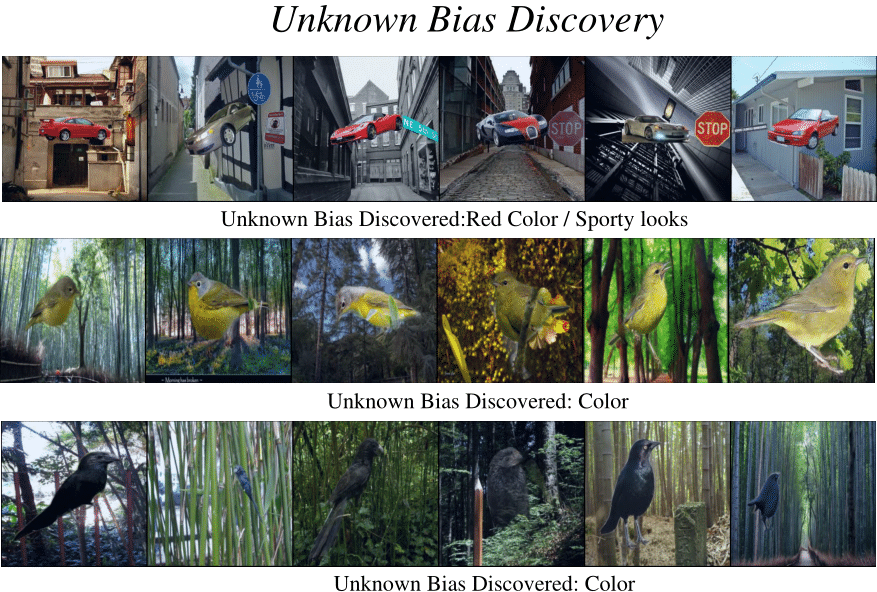 Unknown Bias Discovery
STOP
STOP
Unknown Bias Discovered:Red Color / Sporty looks
Unknown Bias Discovered: Color
Unknown Bias Discovered: Color